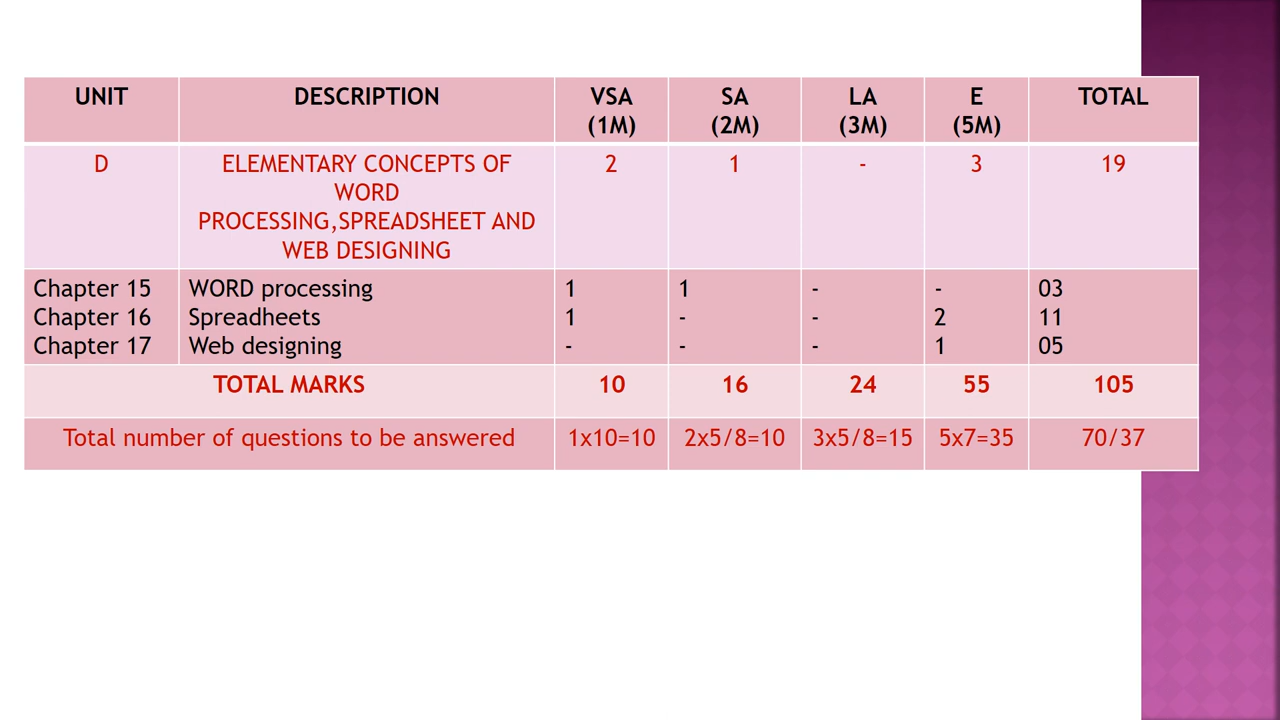 UNIT DESCRIPTION VSA (1M) SA (2M) LA (3M) E (5M) TOTAL
D ELEMENTARY CONCEPTS OF WORD PROCESSING,SPREADSHEET AND WEB DESIGNING 2 1 - 3 19
Chapter 15 WORD processing 1 1 - - 03
Chapter 16 Spreadheets 1 - - 2 11
Chapter 17 Web designing - - - 1 05
TOTAL MARKS 10 16 24 55 105
Total number of questions to be answered 1x10=10 2x5/8=10 3x5/8=15 5x7=35 70/37